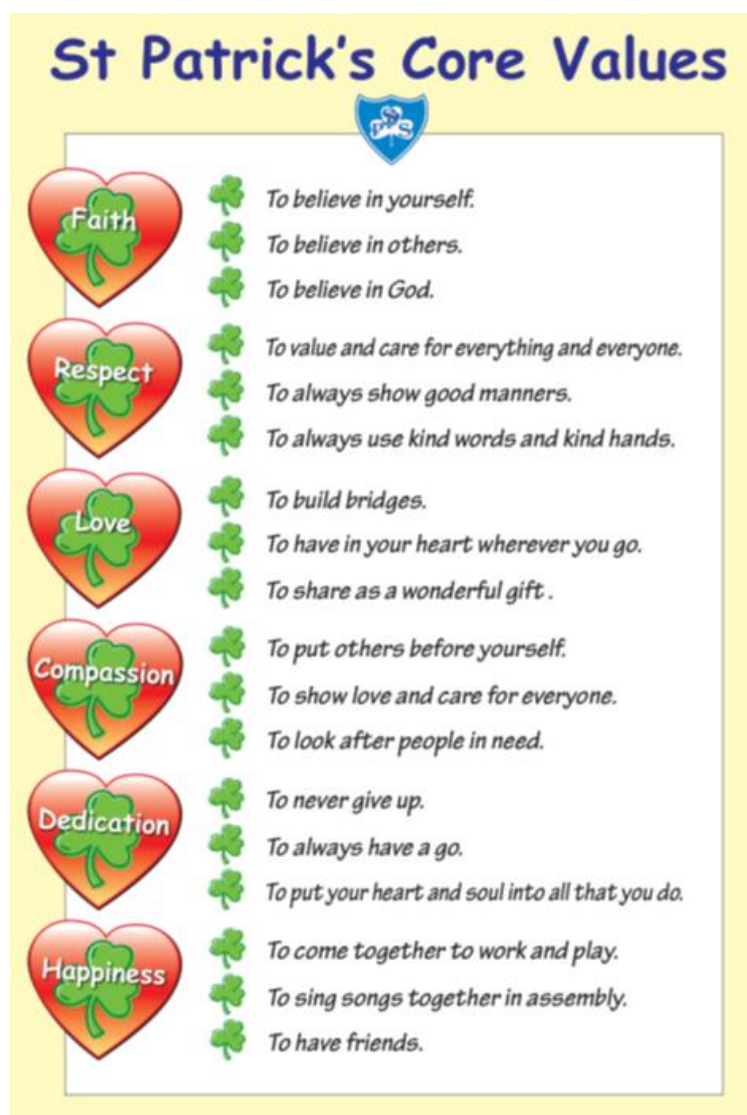 St Patrick's Core Values
SPPS
Faith
To believe in yourself.
To believe in others.
To believe in God.
Respect
To value and care for everything and everyone.
To always show good manners.
To always use kind words and kind hands.
Love
To build bridges.
To have in your heart wherever you go.
To share as a wonderful gift .
Compassion
To put others before yourself.
To show love and care for everyone.
To look after people in need.
Dedication
To never give up.
To always have a go.
To put your heart and soul into all that you do.
Happiness
To come together to work and play.
To sing songs together in assembly.
To have friends.